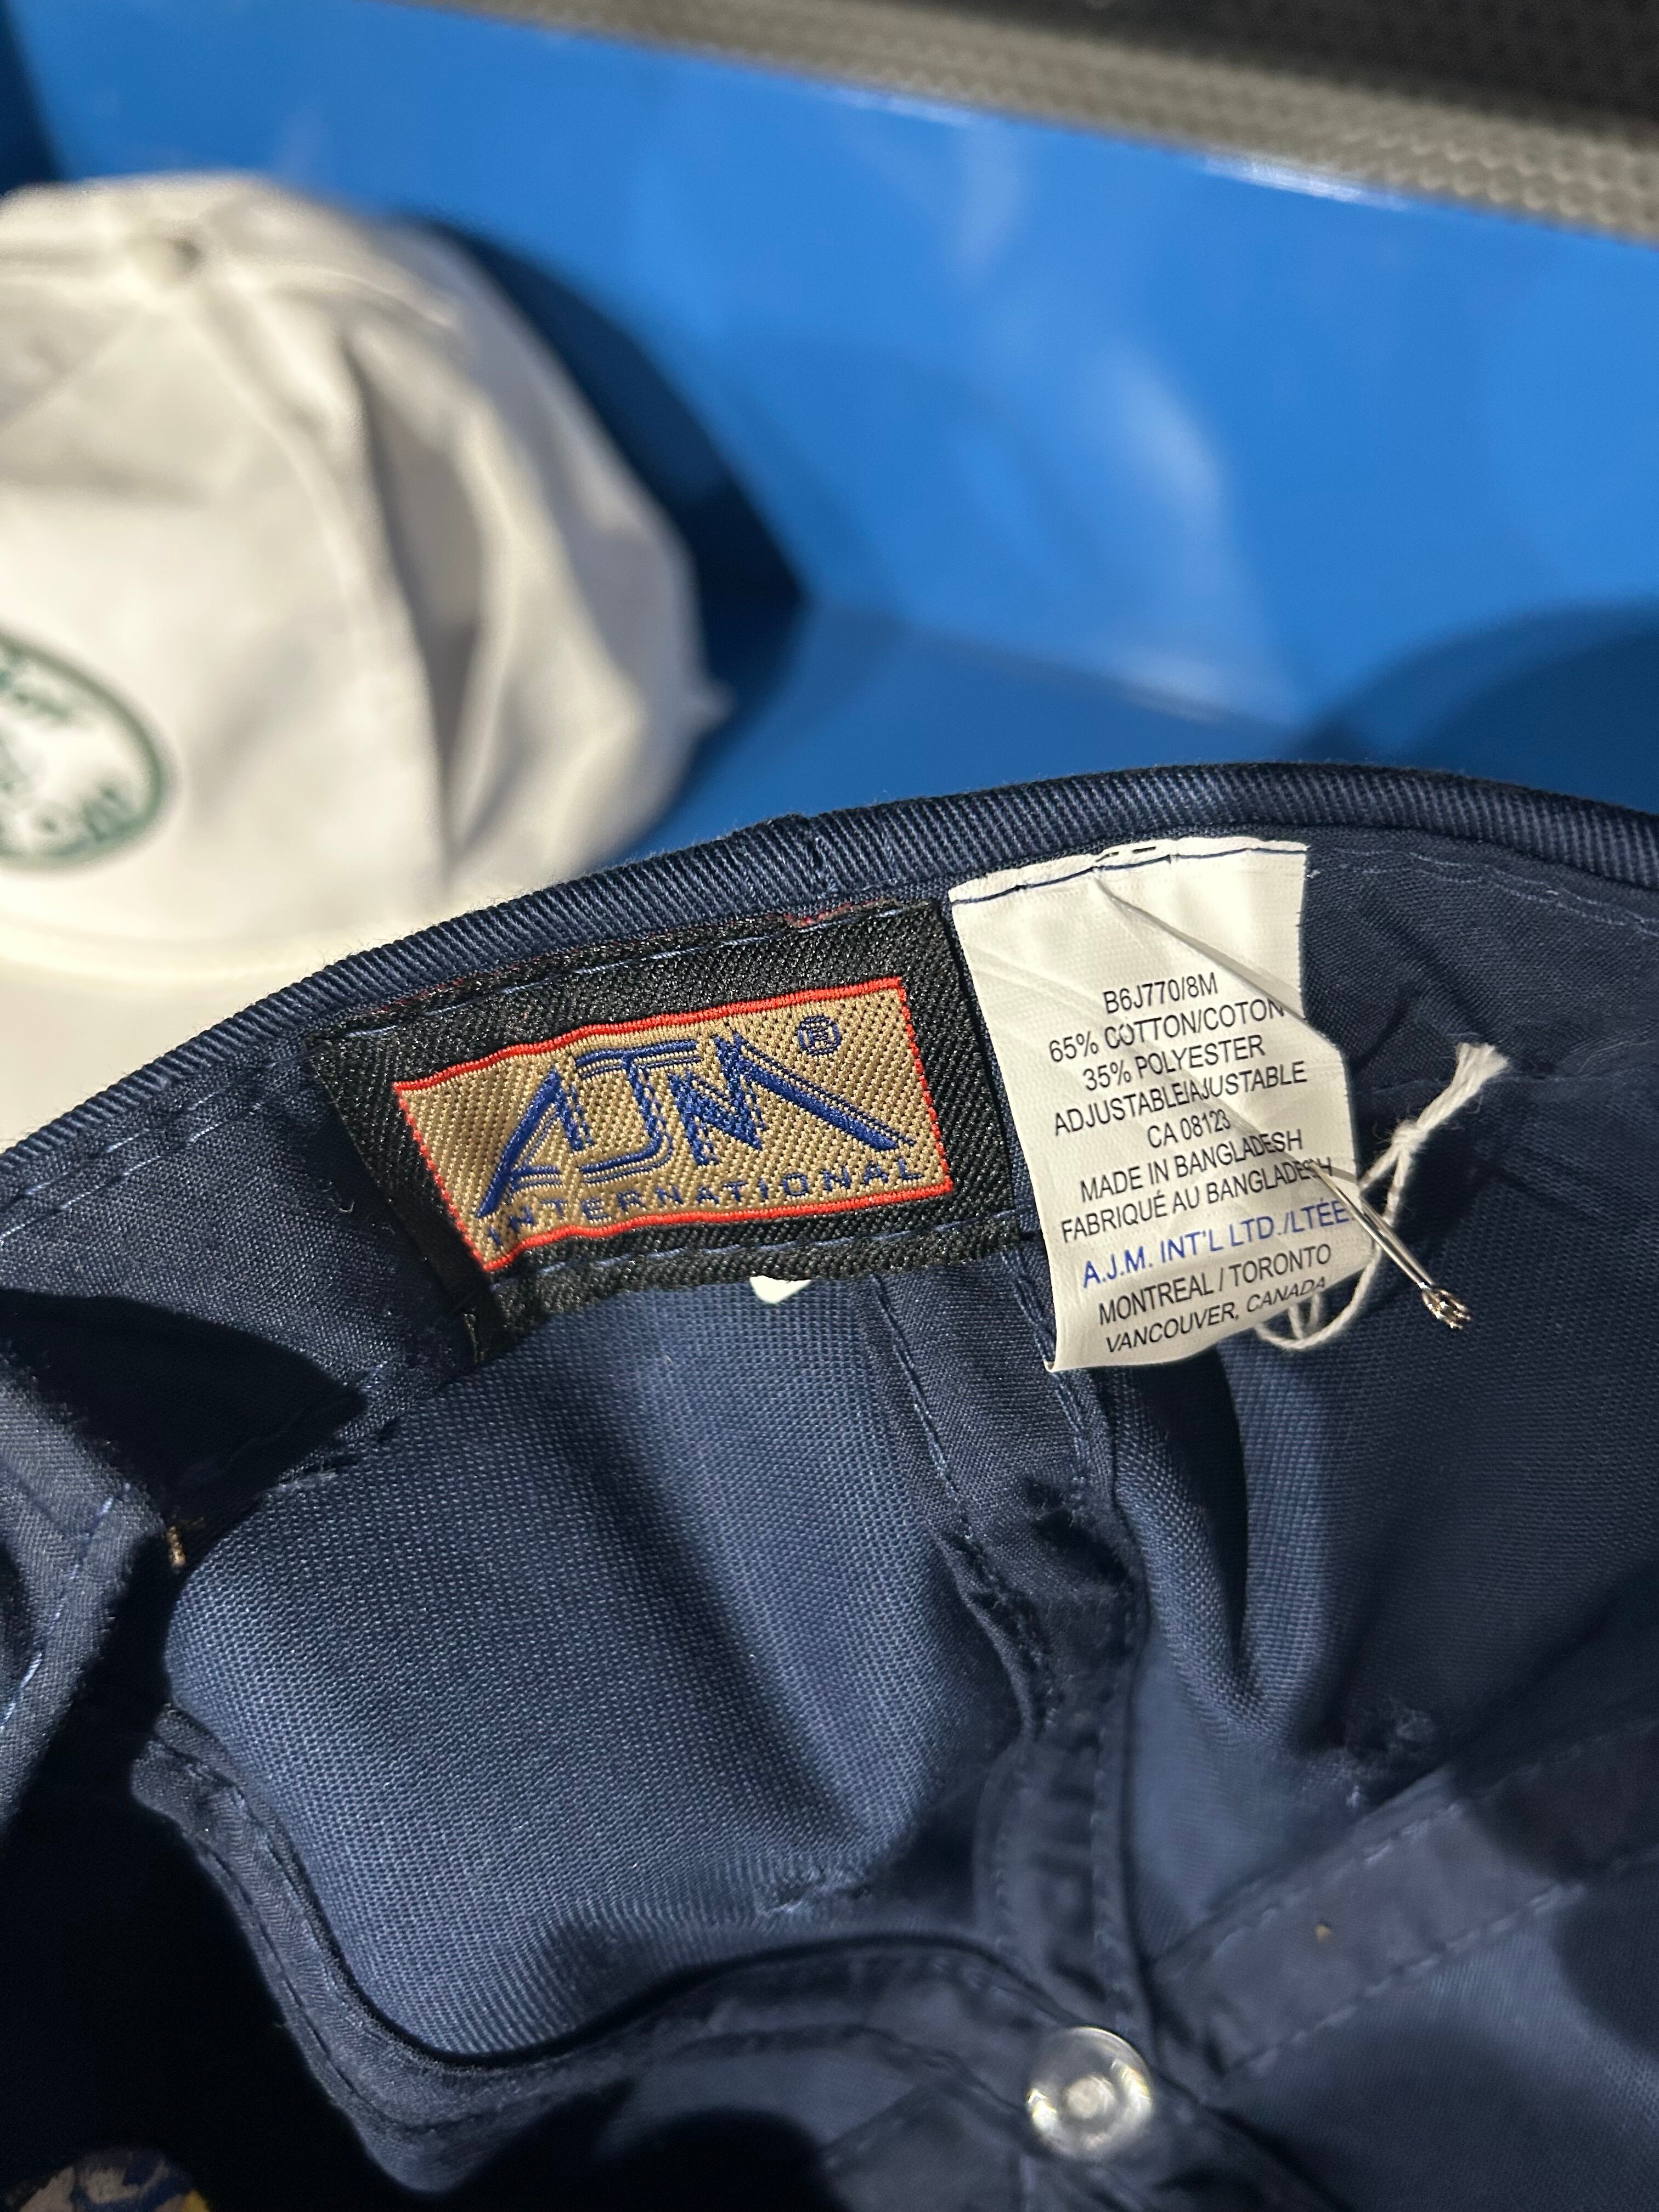 AJM®
INTERNATIONAL
B6J770/8M
65% COTTON/COTON
35% POLYESTER
ADJUSTABLE/AJUSTABLE
CA 08123
MADE IN BANGLADESH
FABRIQUÉ AU BANGLADESH
A.J.M. INT'L LTD./LTÉE.
MONTREAL / TORONTO
VANCOUVER, CANADA